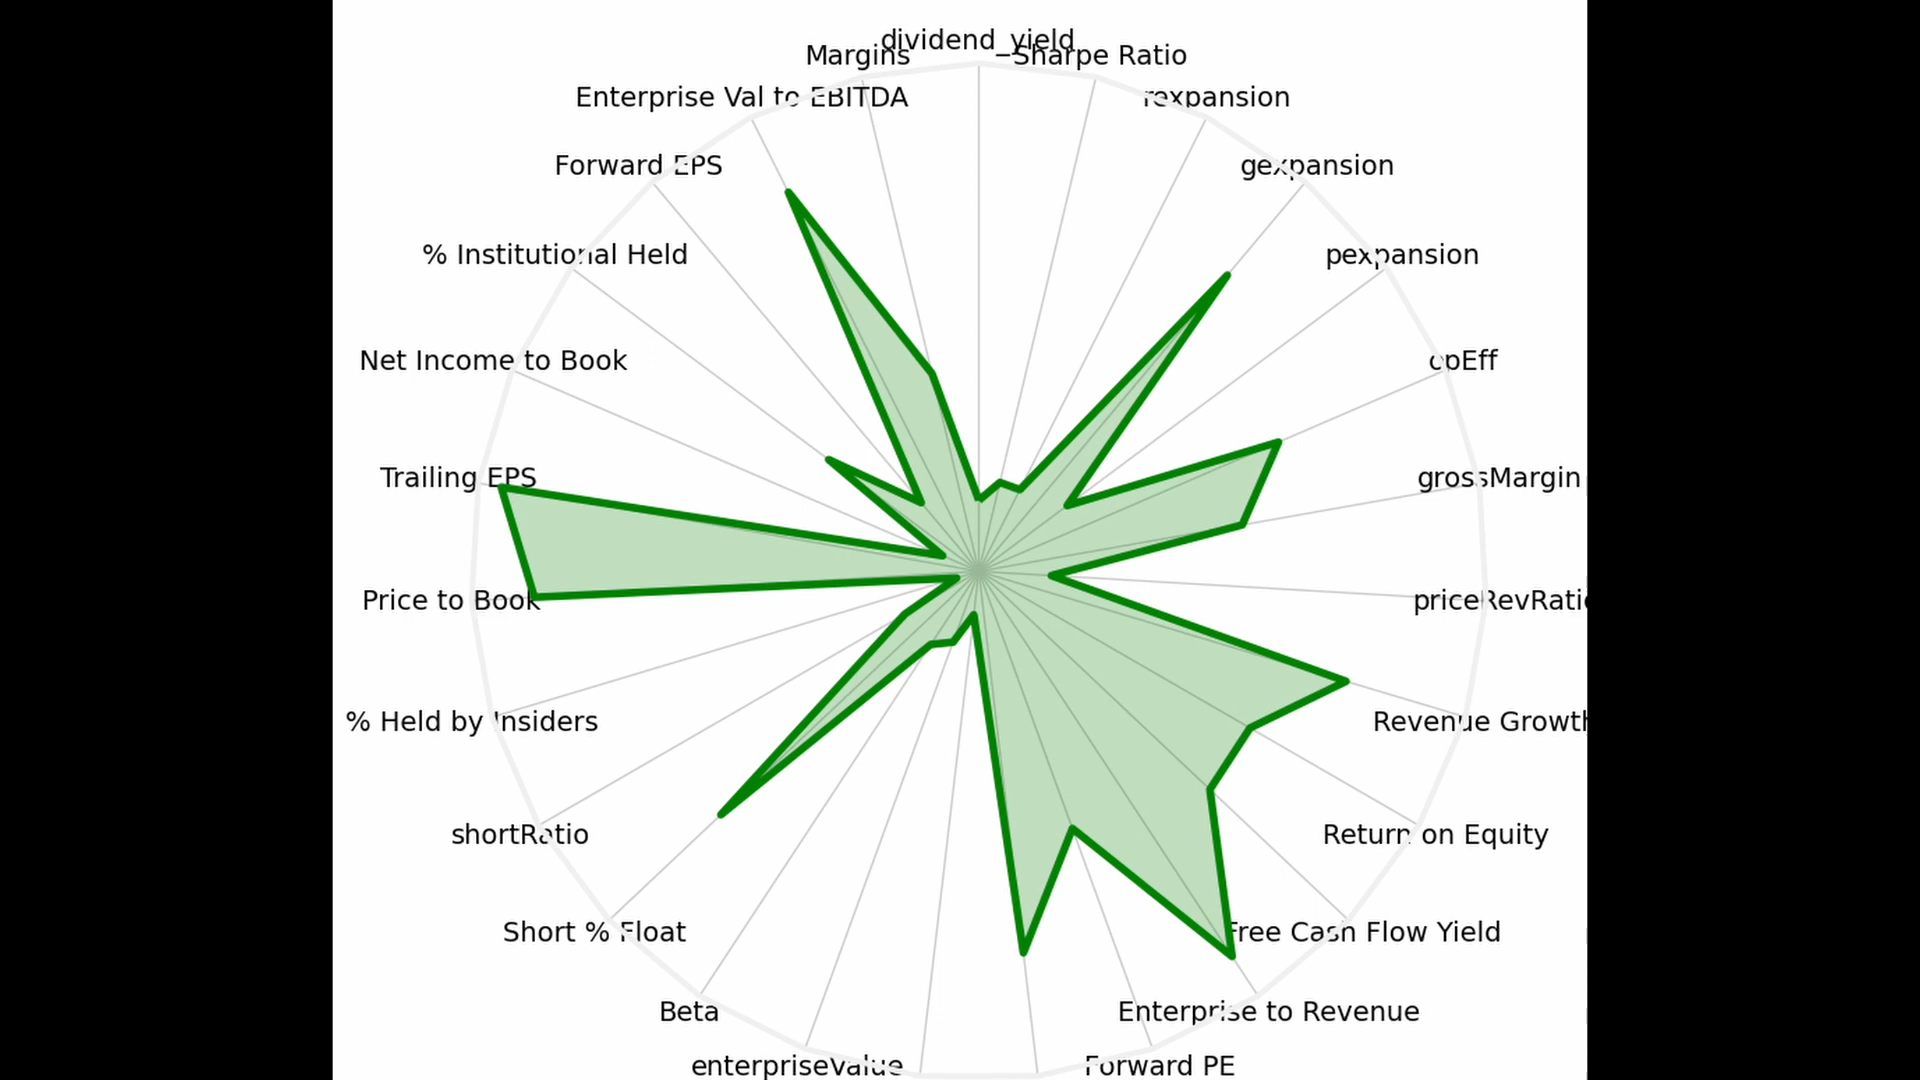 dividend_yield
Margins
Sharpe Ratio
Enterprise Val to EBITDA
rexpansion
Forward EPS
gexpansion
% Institutional Held
pexpansion
Net Income to Book
opEff
Trailing EPS
grossMargin
Price to Book
priceRevRatio
% Held by Insiders
Revenue Growth
shortRatio
Return on Equity
Short % Float
Free Cash Flow Yield
Beta
Enterprise to Revenue
enterpriseValue
Forward PE